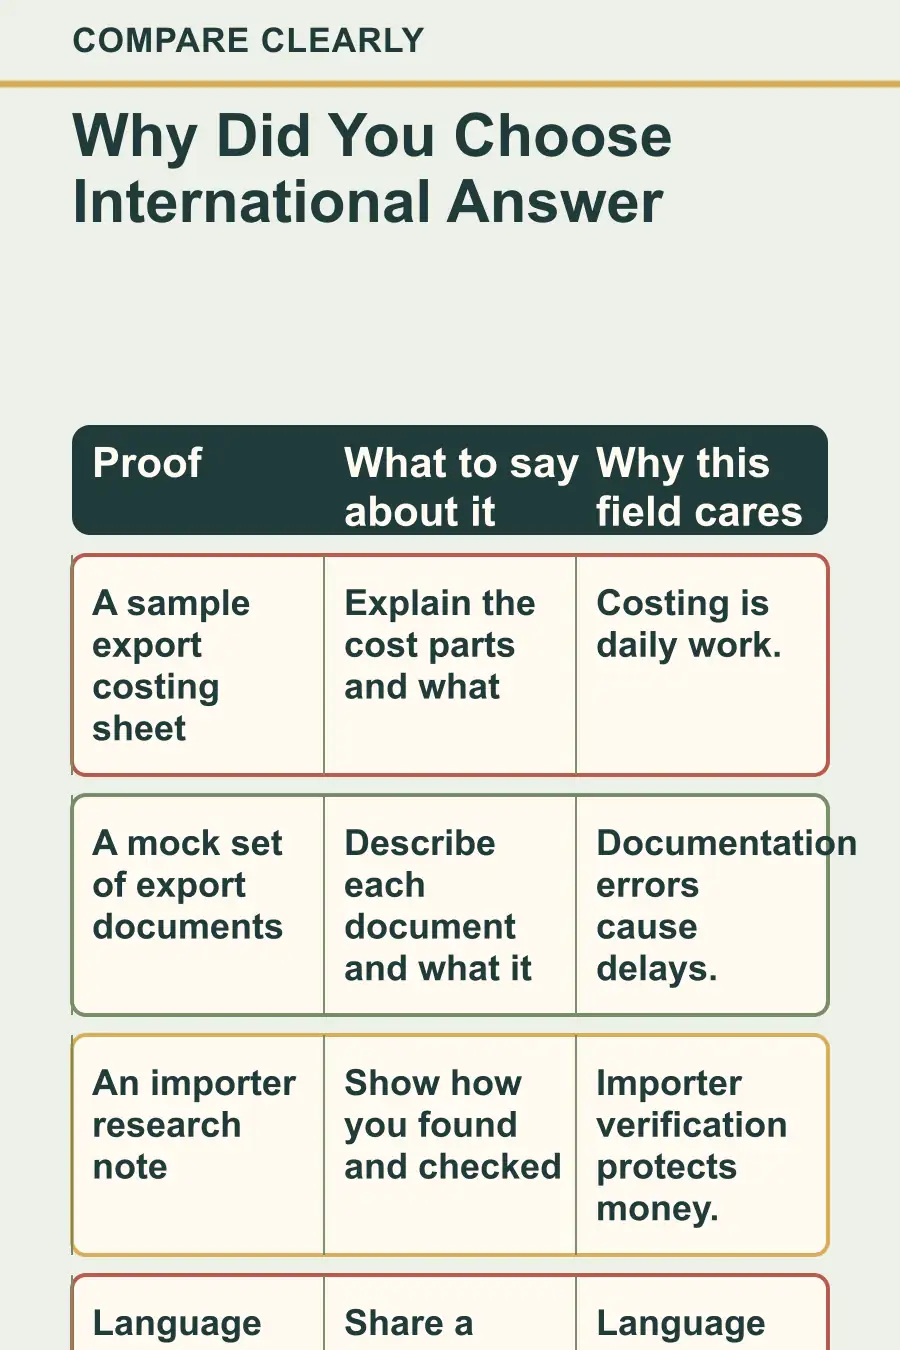 COMPARE CLEARLY
Why Did You Choose
International Answer
Proof
What to say
about it
Why this
field cares
A sample
export
costing
sheet
Explain the
cost parts
and what
Costing is
daily work.
A mock set
of export
documents
Describe
each
document
and what it
Documentation
errors
cause
delays.
An importer
research
note
Show how
you found
and checked
Importer
verification
protects
money.
Language
Share a
Language